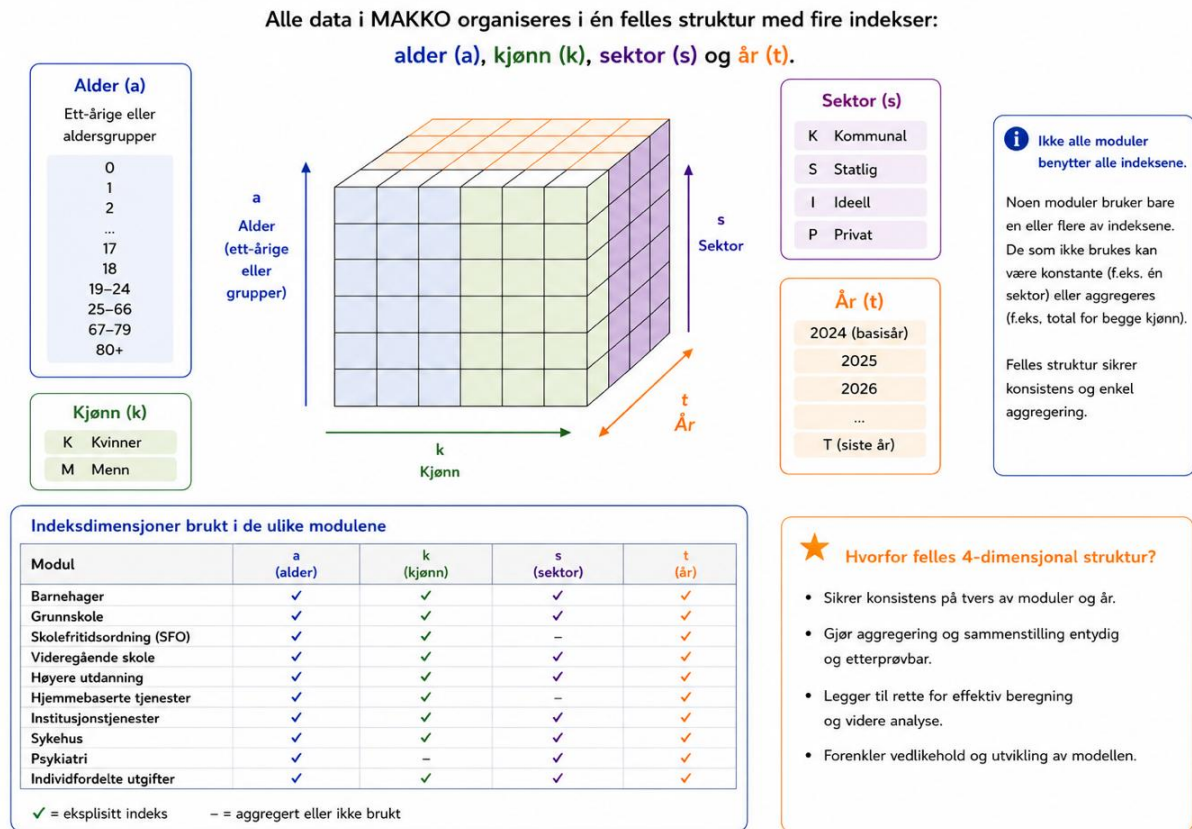 Alle data i MAKKO organiseres i én felles struktur med fire indekser:
alder (a), kjønn (k), sektor (s) og år (t).
Alder (a)
Ett-årige eller
aldersgrupper
0
1
2
...
17
18
19–24
25–66
67–79
80+
Kjønn (k)
K Kvinner
M Menn
a
Alder
(ett-årige
eller
grupper)
k
Kjønn
s
Sektor
t
År
Sektor (s)
K Kommunal
S Statlig
I Ideell
P Privat
År (t)
2024 (basisår)
2025
2026
...
T (siste år)
i Ikke alle moduler
benytter alle indeksene.
Noen moduler bruker bare
en eller flere av indeksene.
De som ikke brukes kan
være konstante (f.eks. én
sektor) eller aggregeres
(f.eks, total for begge kjønn).
Felles struktur sikrer
konsistens og enkel
aggregering.
Indeksdimensjoner brukt i de ulike modulene
Modul a (alder) k (kjønn) s (sektor) t (år)
Barnehager ✓ ✓ ✓ ✓
Grunnskole ✓ ✓ ✓ ✓
Skolefritidsordning (SFO) ✓ ✓ – ✓
Videregående skole ✓ ✓ ✓ ✓
Høyere utdanning ✓ ✓ ✓ ✓
Hjemmebaserte tjenester ✓ ✓ – ✓
Institusjonstjenester ✓ ✓ ✓ ✓
Sykehus ✓ ✓ ✓ ✓
Psykiatri ✓ – ✓ ✓
Individfordelte utgifter ✓ ✓ ✓ ✓
✓ = eksplisitt indeks – = aggregert eller ikke brukt
Hvorfor felles 4-dimensjonal struktur?
• Sikrer konsistens på tvers av moduler og år.
• Gjør aggregering og sammenstilling entydig
og etterprøvbar.
• Legger til rette for effektiv beregning
og videre analyse.
• Forenkler vedlikehold og utvikling av modellen.